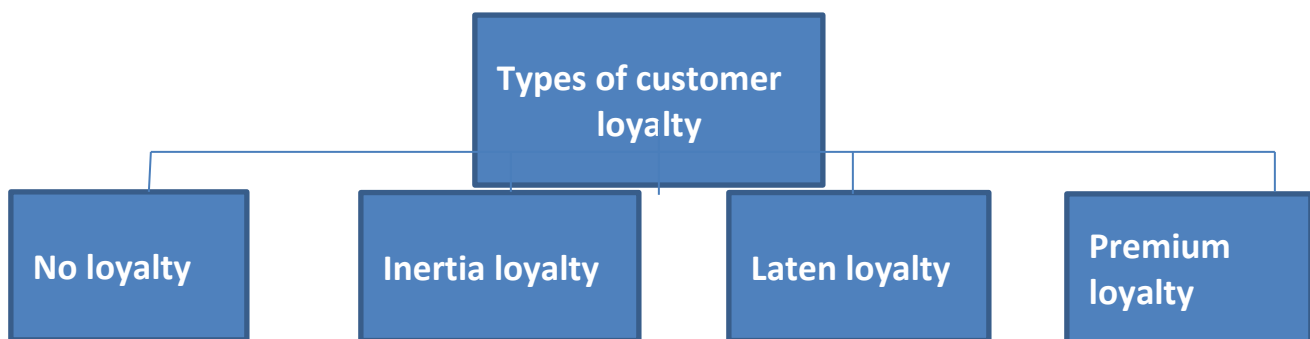 Types of customer
loyalty
No loyalty
Inertia loyalty
Laten loyalty
Premium
loyalty